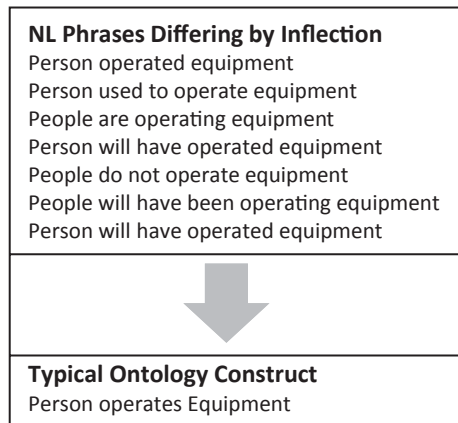 NL Phrases Differing by Inflection
Person operated equipment
Person used to operate equipment
People are operating equipment
Person will have operated equipment
People do not operate equipment
People will have been operating equipment
Person will have operated equipment
Typical Ontology Construct
Person operates Equipment